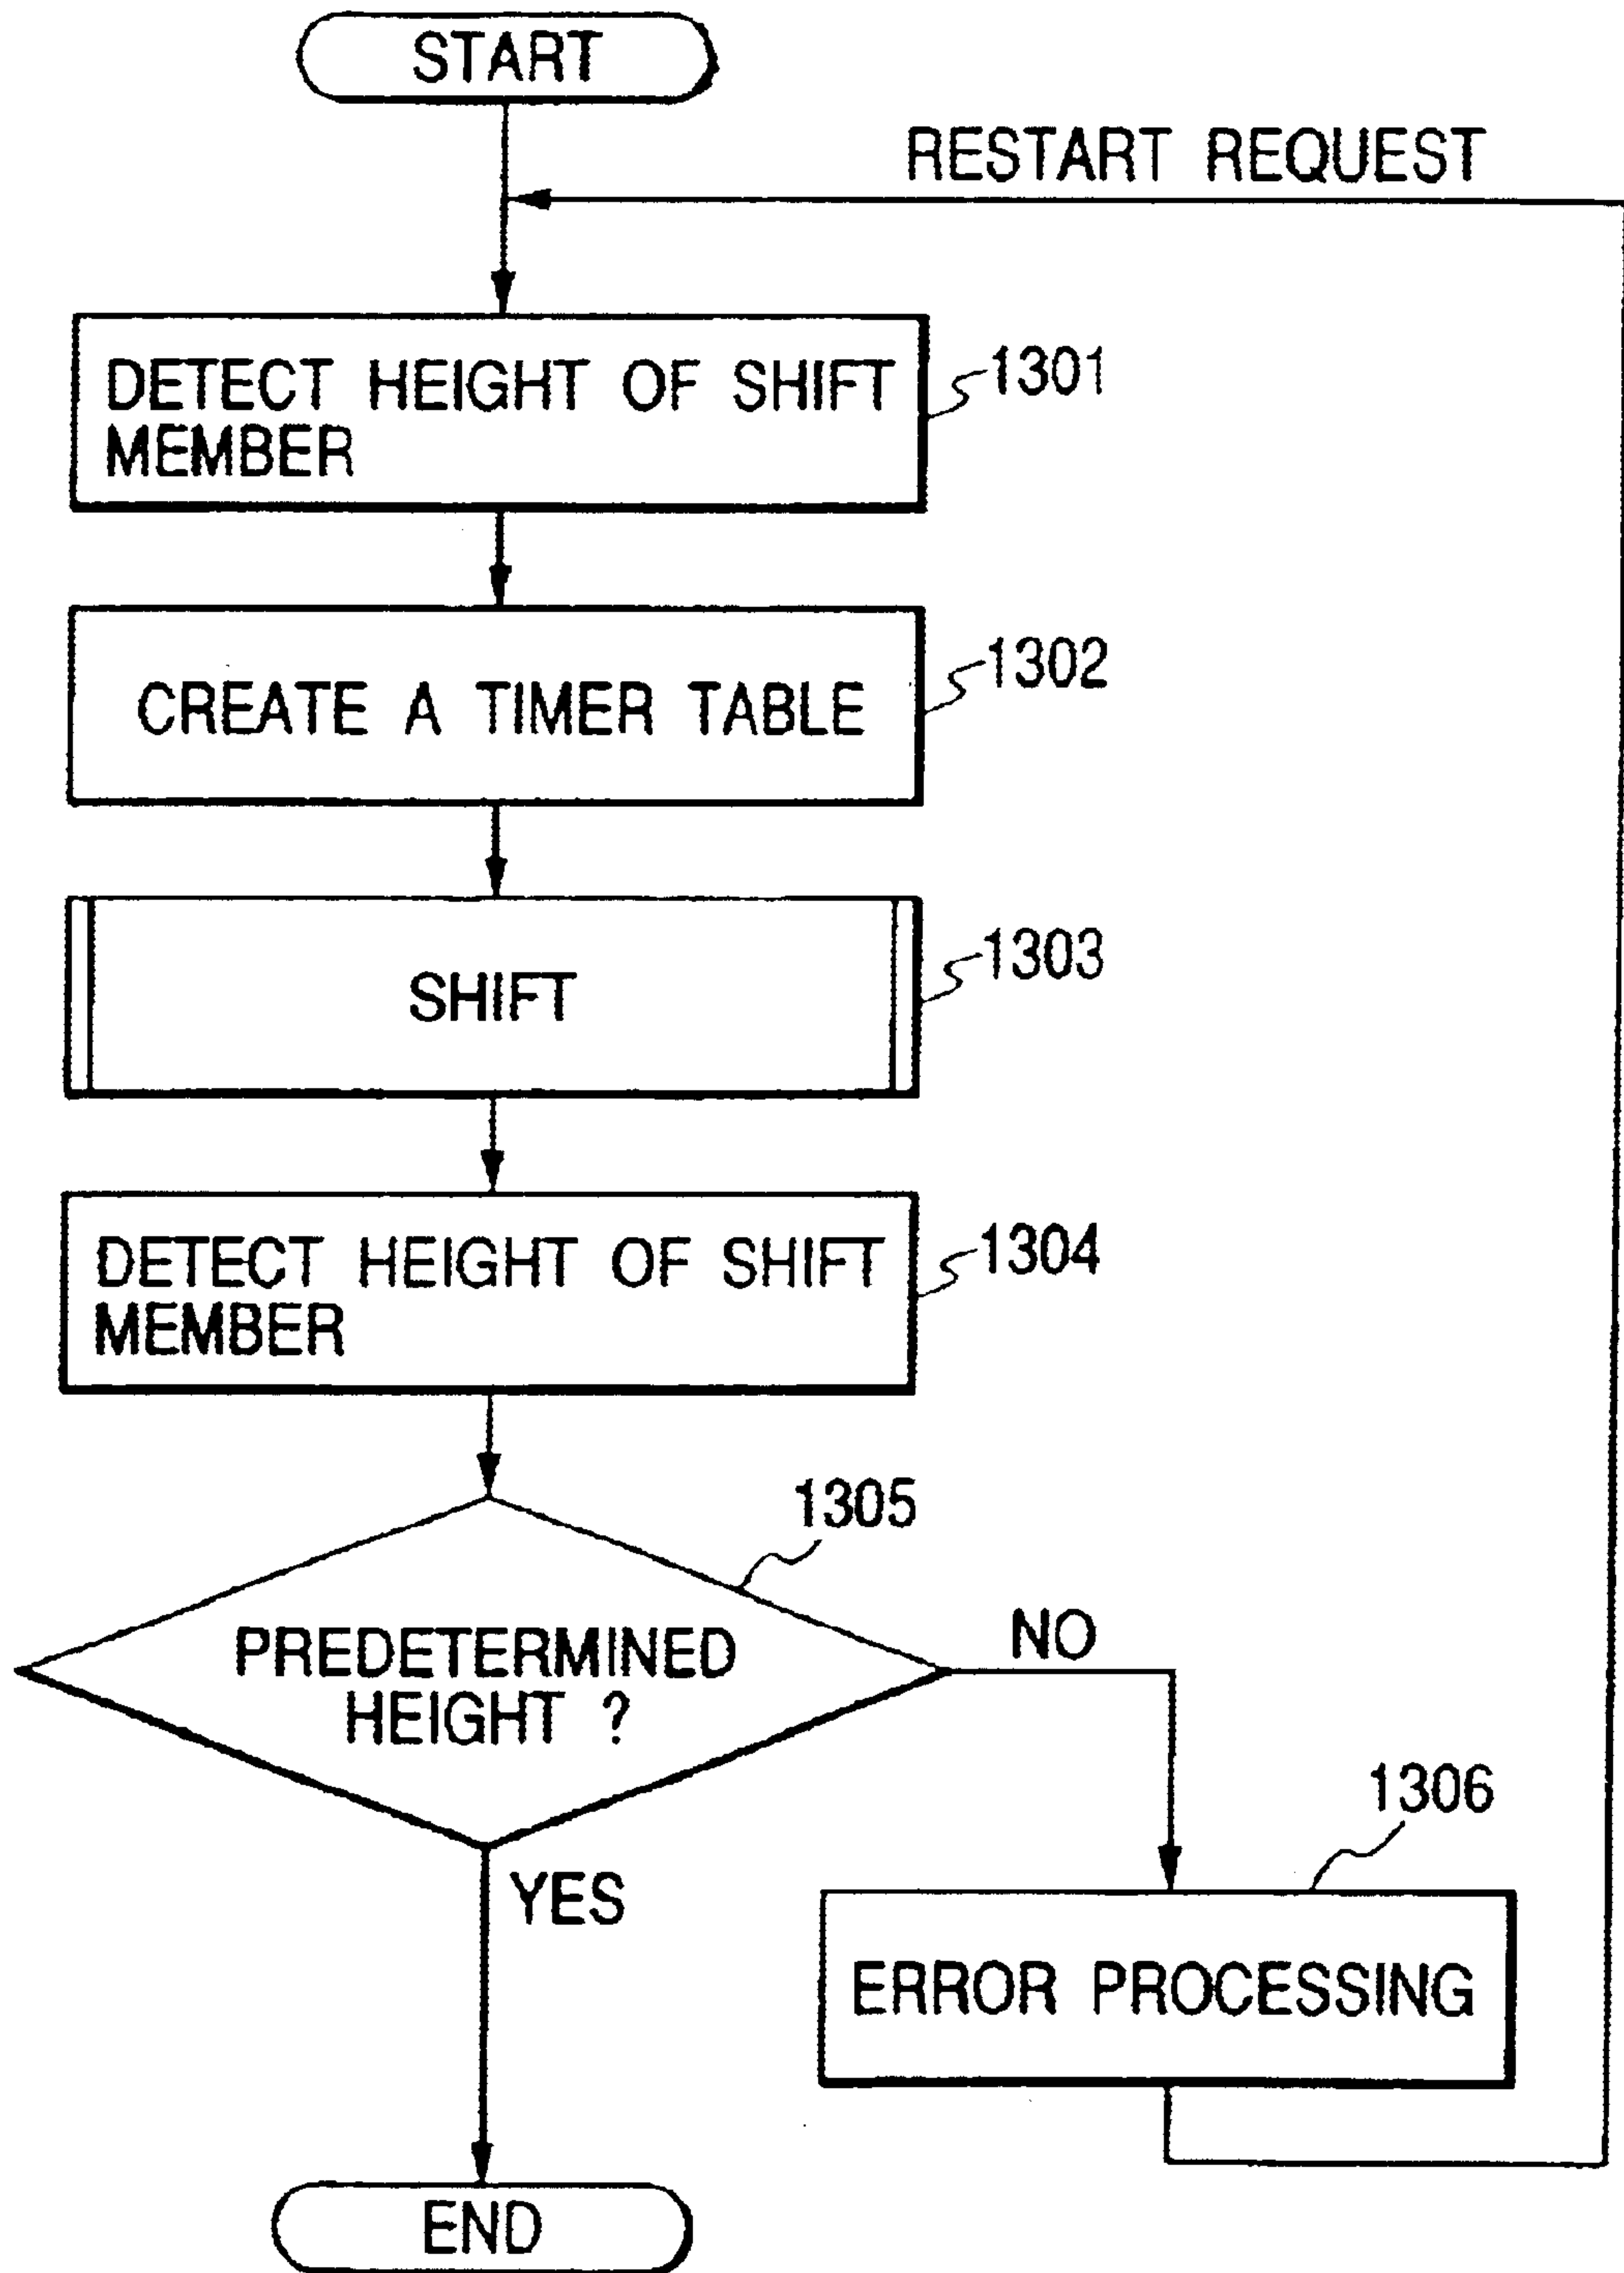 START
RESTART REQUEST
DETECT HEIGHT OF SHIFT
MEMBER
1301
CREATE A TIMER TABLE
1302
SHIFT
1303
DETECT HEIGHT OF SHIFT
MEMBER
1304
1305
PREDETERMINED
HEIGHT ?
NO
YES
1306
ERROR PROCESSING
END